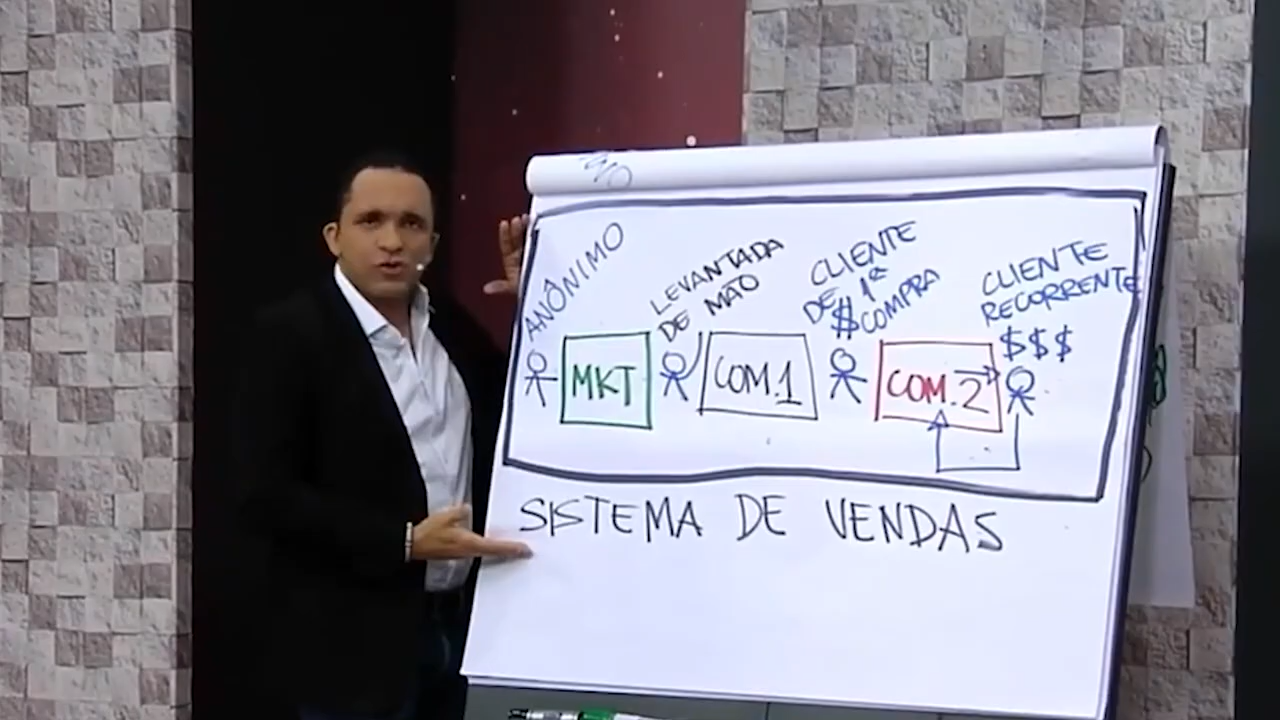 ANÔNIMO
LEVANTADA
DE MÃO
CLIENTE
DE 1ª
$ COMPRA
CLIENTE
RECORRENTE
$$$
MKT
COM.1
COM.2
SISTEMA DE VENDAS